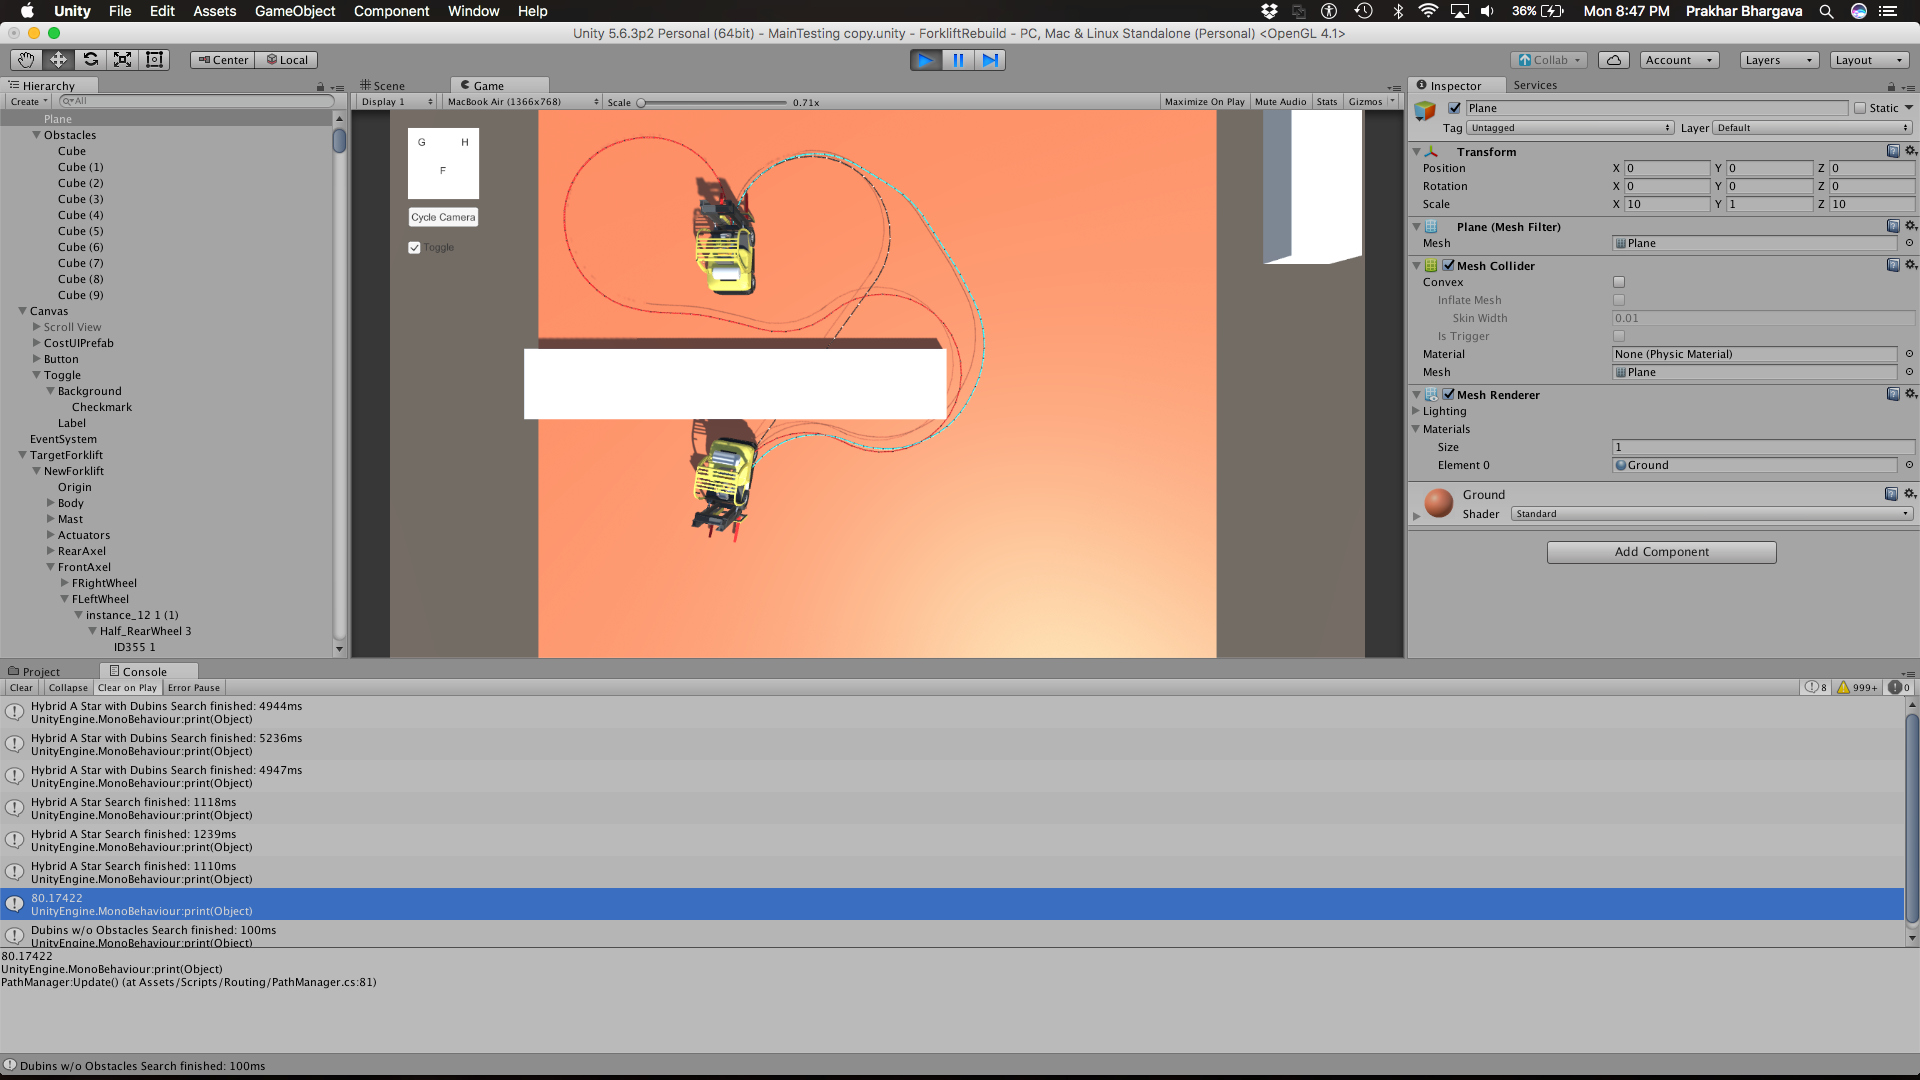 Unity File Edit Assets GameObject Component Window Help 36% Mon 8:47 PM Prakhar Bhargava
Unity 5.6.3p2 Personal (64bit) - MainTesting copy.unity - ForkliftRebuild - PC, Mac & Linux Standalone (Personal) <OpenGL 4.1>
Center Local Collab Account Layers Layout
Hierarchy
Create All
Plane
Obstacles
Cube
Cube (1)
Cube (2)
Cube (3)
Cube (4)
Cube (5)
Cube (6)
Cube (7)
Cube (8)
Cube (9)
Canvas
Scroll View
CostUIPrefab
Button
Toggle
Background
Checkmark
Label
EventSystem
TargetForklift
NewForklift
Origin
Body
Mast
Actuators
RearAxel
FrontAxel
FRightWheel
FLeftWheel
instance_12 1 (1)
Half_RearWheel 3
ID355 1
Scene Game
Display 1 MacBook Air (1366x768) Scale 0.71x Maximize On Play Mute Audio Stats Gizmos
G H
F
Cycle Camera
Toggle
Inspector Services
Plane Static
Tag Untagged Layer Default
Transform
Position X 0 Y 0 Z 0
Rotation X 0 Y 0 Z 0
Scale X 10 Y 1 Z 10
Plane (Mesh Filter)
Mesh Plane
Mesh Collider
Convex
Inflate Mesh
Skin Width 0.01
Is Trigger
Material None (Physic Material)
Mesh Plane
Mesh Renderer
Lighting
Materials
Size 1
Element 0 Ground
Ground
Shader Standard
Add Component
Project Console
Clear Collapse Clear on Play Error Pause 8 999+ 0
Hybrid A Star with Dubins Search finished: 4944ms
UnityEngine.MonoBehaviour:print(Object)
Hybrid A Star with Dubins Search finished: 5236ms
UnityEngine.MonoBehaviour:print(Object)
Hybrid A Star with Dubins Search finished: 4947ms
UnityEngine.MonoBehaviour:print(Object)
Hybrid A Star Search finished: 1118ms
UnityEngine.MonoBehaviour:print(Object)
Hybrid A Star Search finished: 1239ms
UnityEngine.MonoBehaviour:print(Object)
Hybrid A Star Search finished: 1110ms
UnityEngine.MonoBehaviour:print(Object)
80.17422
UnityEngine.MonoBehaviour:print(Object)
Dubins w/o Obstacles Search finished: 100ms
UnityEngine.MonoBehaviour:print(Object)
80.17422
UnityEngine.MonoBehaviour:print(Object)
PathManager:Update() (at Assets/Scripts/Routing/PathManager.cs:81)
Dubins w/o Obstacles Search finished: 100ms